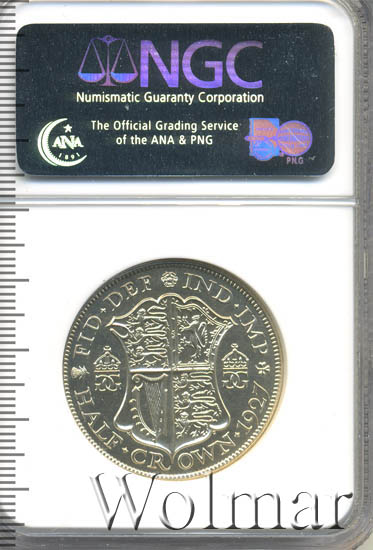 NGC
Numismatic Guaranty Corporation
The Official Grading Service
of the ANA & PNG
ANA
1891
PNG
FID·DEF IND·IMP
HALF·CROWN·1927
Wolmar